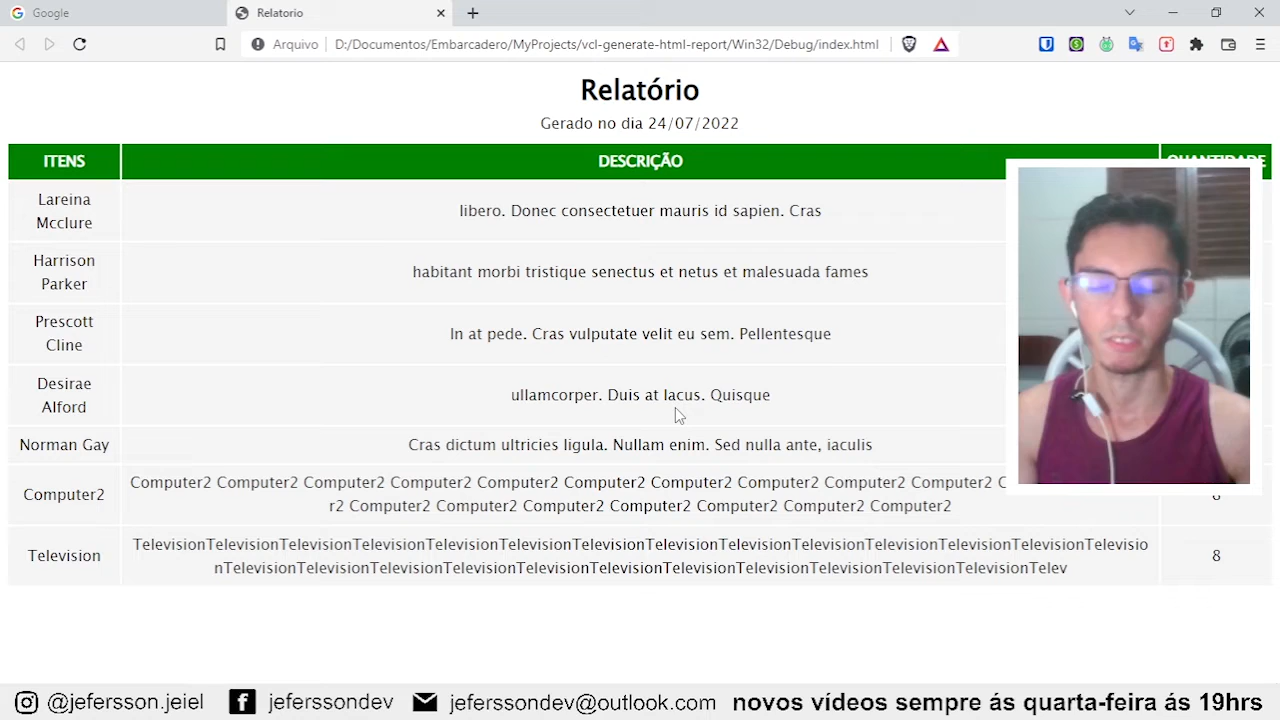 Google
Relatorio
Arquivo D:/Documentos/Embarcadero/MyProjects/vcl-generate-html-report/Win32/Debug/index.html
Relatório
Gerado no dia 24/07/2022
ITENS DESCRIÇÃO QUANTIDADE
Lareina
Mcclure
libero. Donec consectetuer mauris id sapien. Cras
Harrison
Parker
habitant morbi tristique senectus et netus et malesuada fames
Prescott
Cline
In at pede. Cras vulputate velit eu sem. Pellentesque
Desirae
Alford
ullamcorper. Duis at lacus. Quisque
Norman Gay Cras dictum ultricies ligula. Nullam enim. Sed nulla ante, iaculis
Computer2
Computer2 Computer2 Computer2 Computer2 Computer2 Computer2 Computer2 Computer2 Computer2 Computer2
r2 Computer2 Computer2 Computer2 Computer2 Computer2 Computer2 Computer2
Television
TelevisionTelevisionTelevisionTelevisionTelevisionTelevisionTelevisionTelevisionTelevisionTelevisionTelevisionTelevisionTelevisionTelevisio
nTelevisionTelevisionTelevisionTelevisionTelevisionTelevisionTelevisionTelevisionTelevisionTelevisionTelevisionTelev
8
@jefersson.jeiel jeferssondev jeferssondev@outlook.com novos vídeos sempre ás quarta-feira ás 19hrs